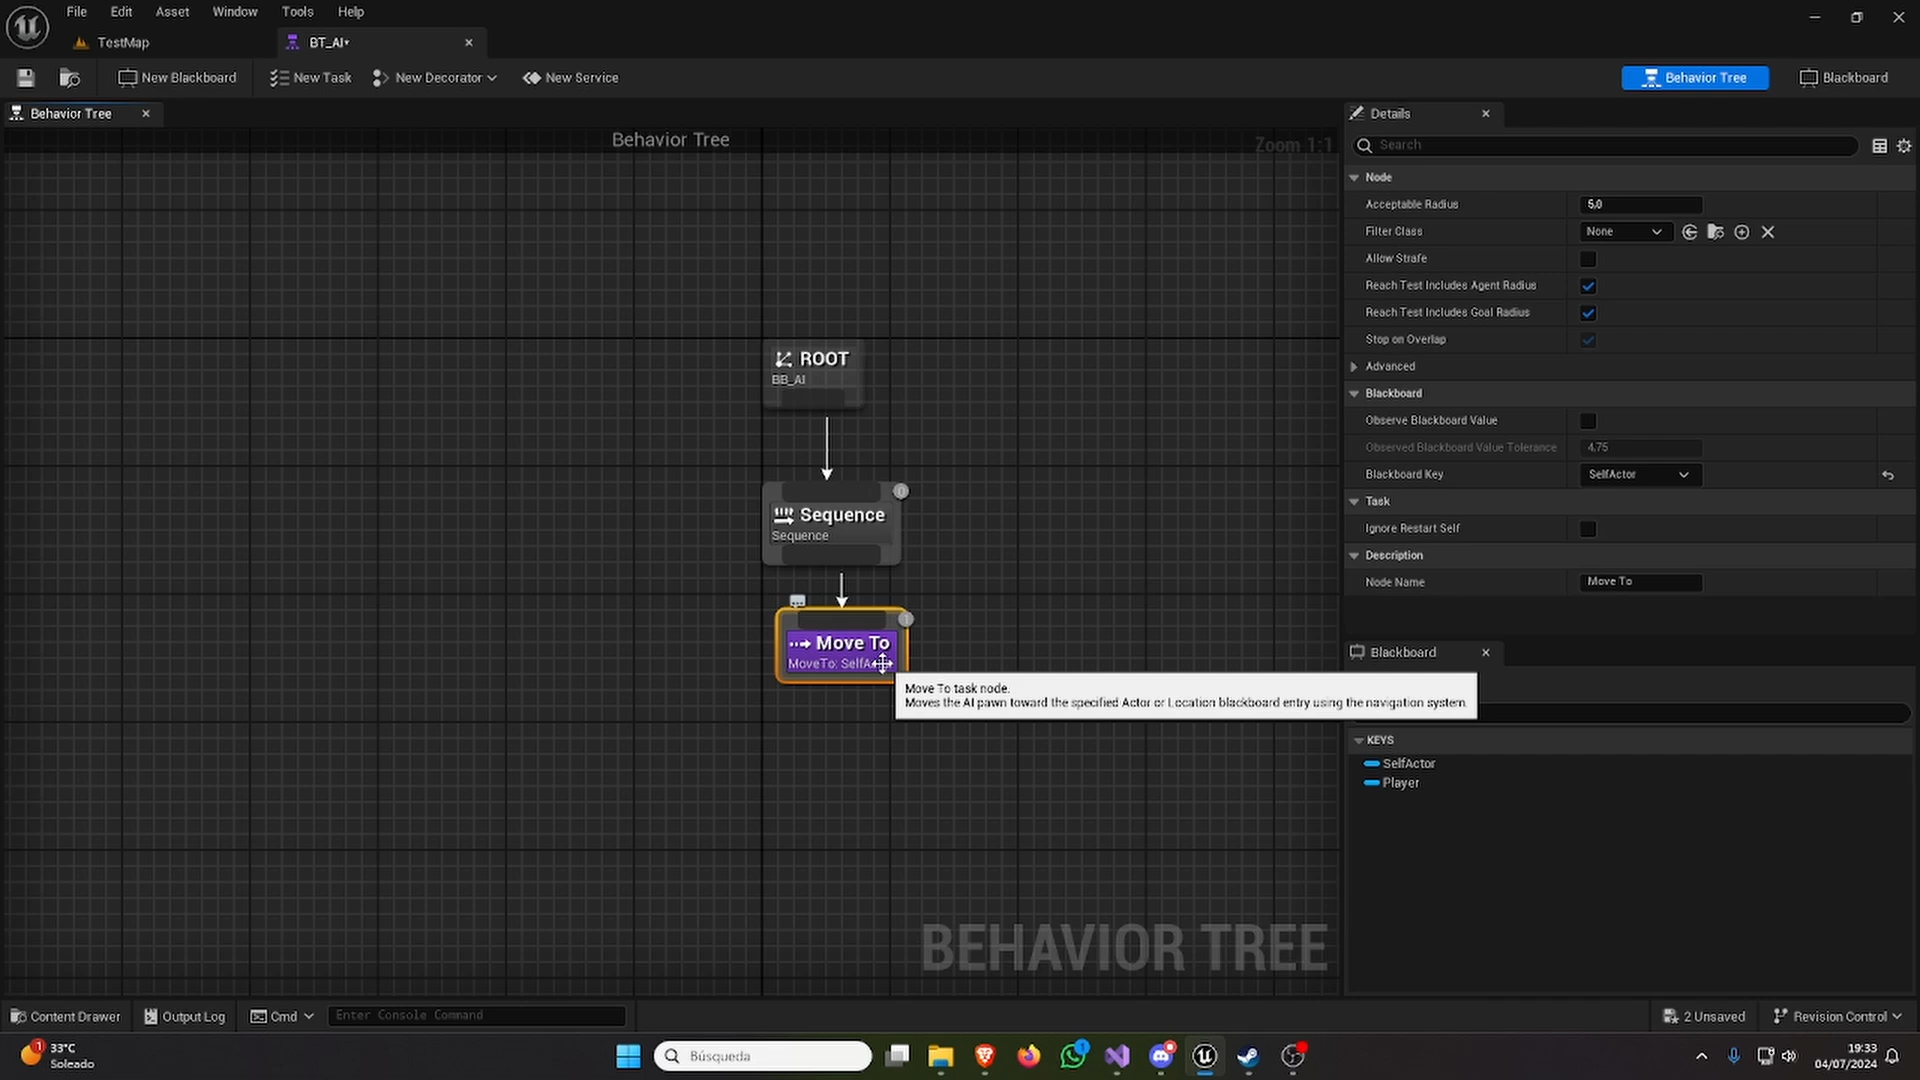 File Edit Asset Window Tools Help
TestMap
BT_AI•
New Blackboard New Task New Decorator New Service
Behavior Tree Blackboard
Behavior Tree
Behavior Tree
Zoom 1:1
ROOT
BB_AI
Sequence
Sequence
0
Move To
1
Move To task node.
Moves the AI pawn toward the specified Actor or Location blackboard entry using the navigation system.
BEHAVIOR TREE
Details
Search
Node
Acceptable Radius 5,0
Filter Class None
Allow Strafe
Reach Test Includes Agent Radius
Reach Test Includes Goal Radius
Stop on Overlap
Advanced
Blackboard
Observe Blackboard Value
Observed Blackboard Value Tolerance 4,75
Blackboard Key SelfActor
Task
Ignore Restart Self
Description
Node Name Move To
Blackboard
KEYS
SelfActor
Player
Content Drawer Output Log Cmd Enter Console Command
2 Unsaved Revision Control
1
33°C
Soleado
Búsqueda
1
19:33
04/07/2024